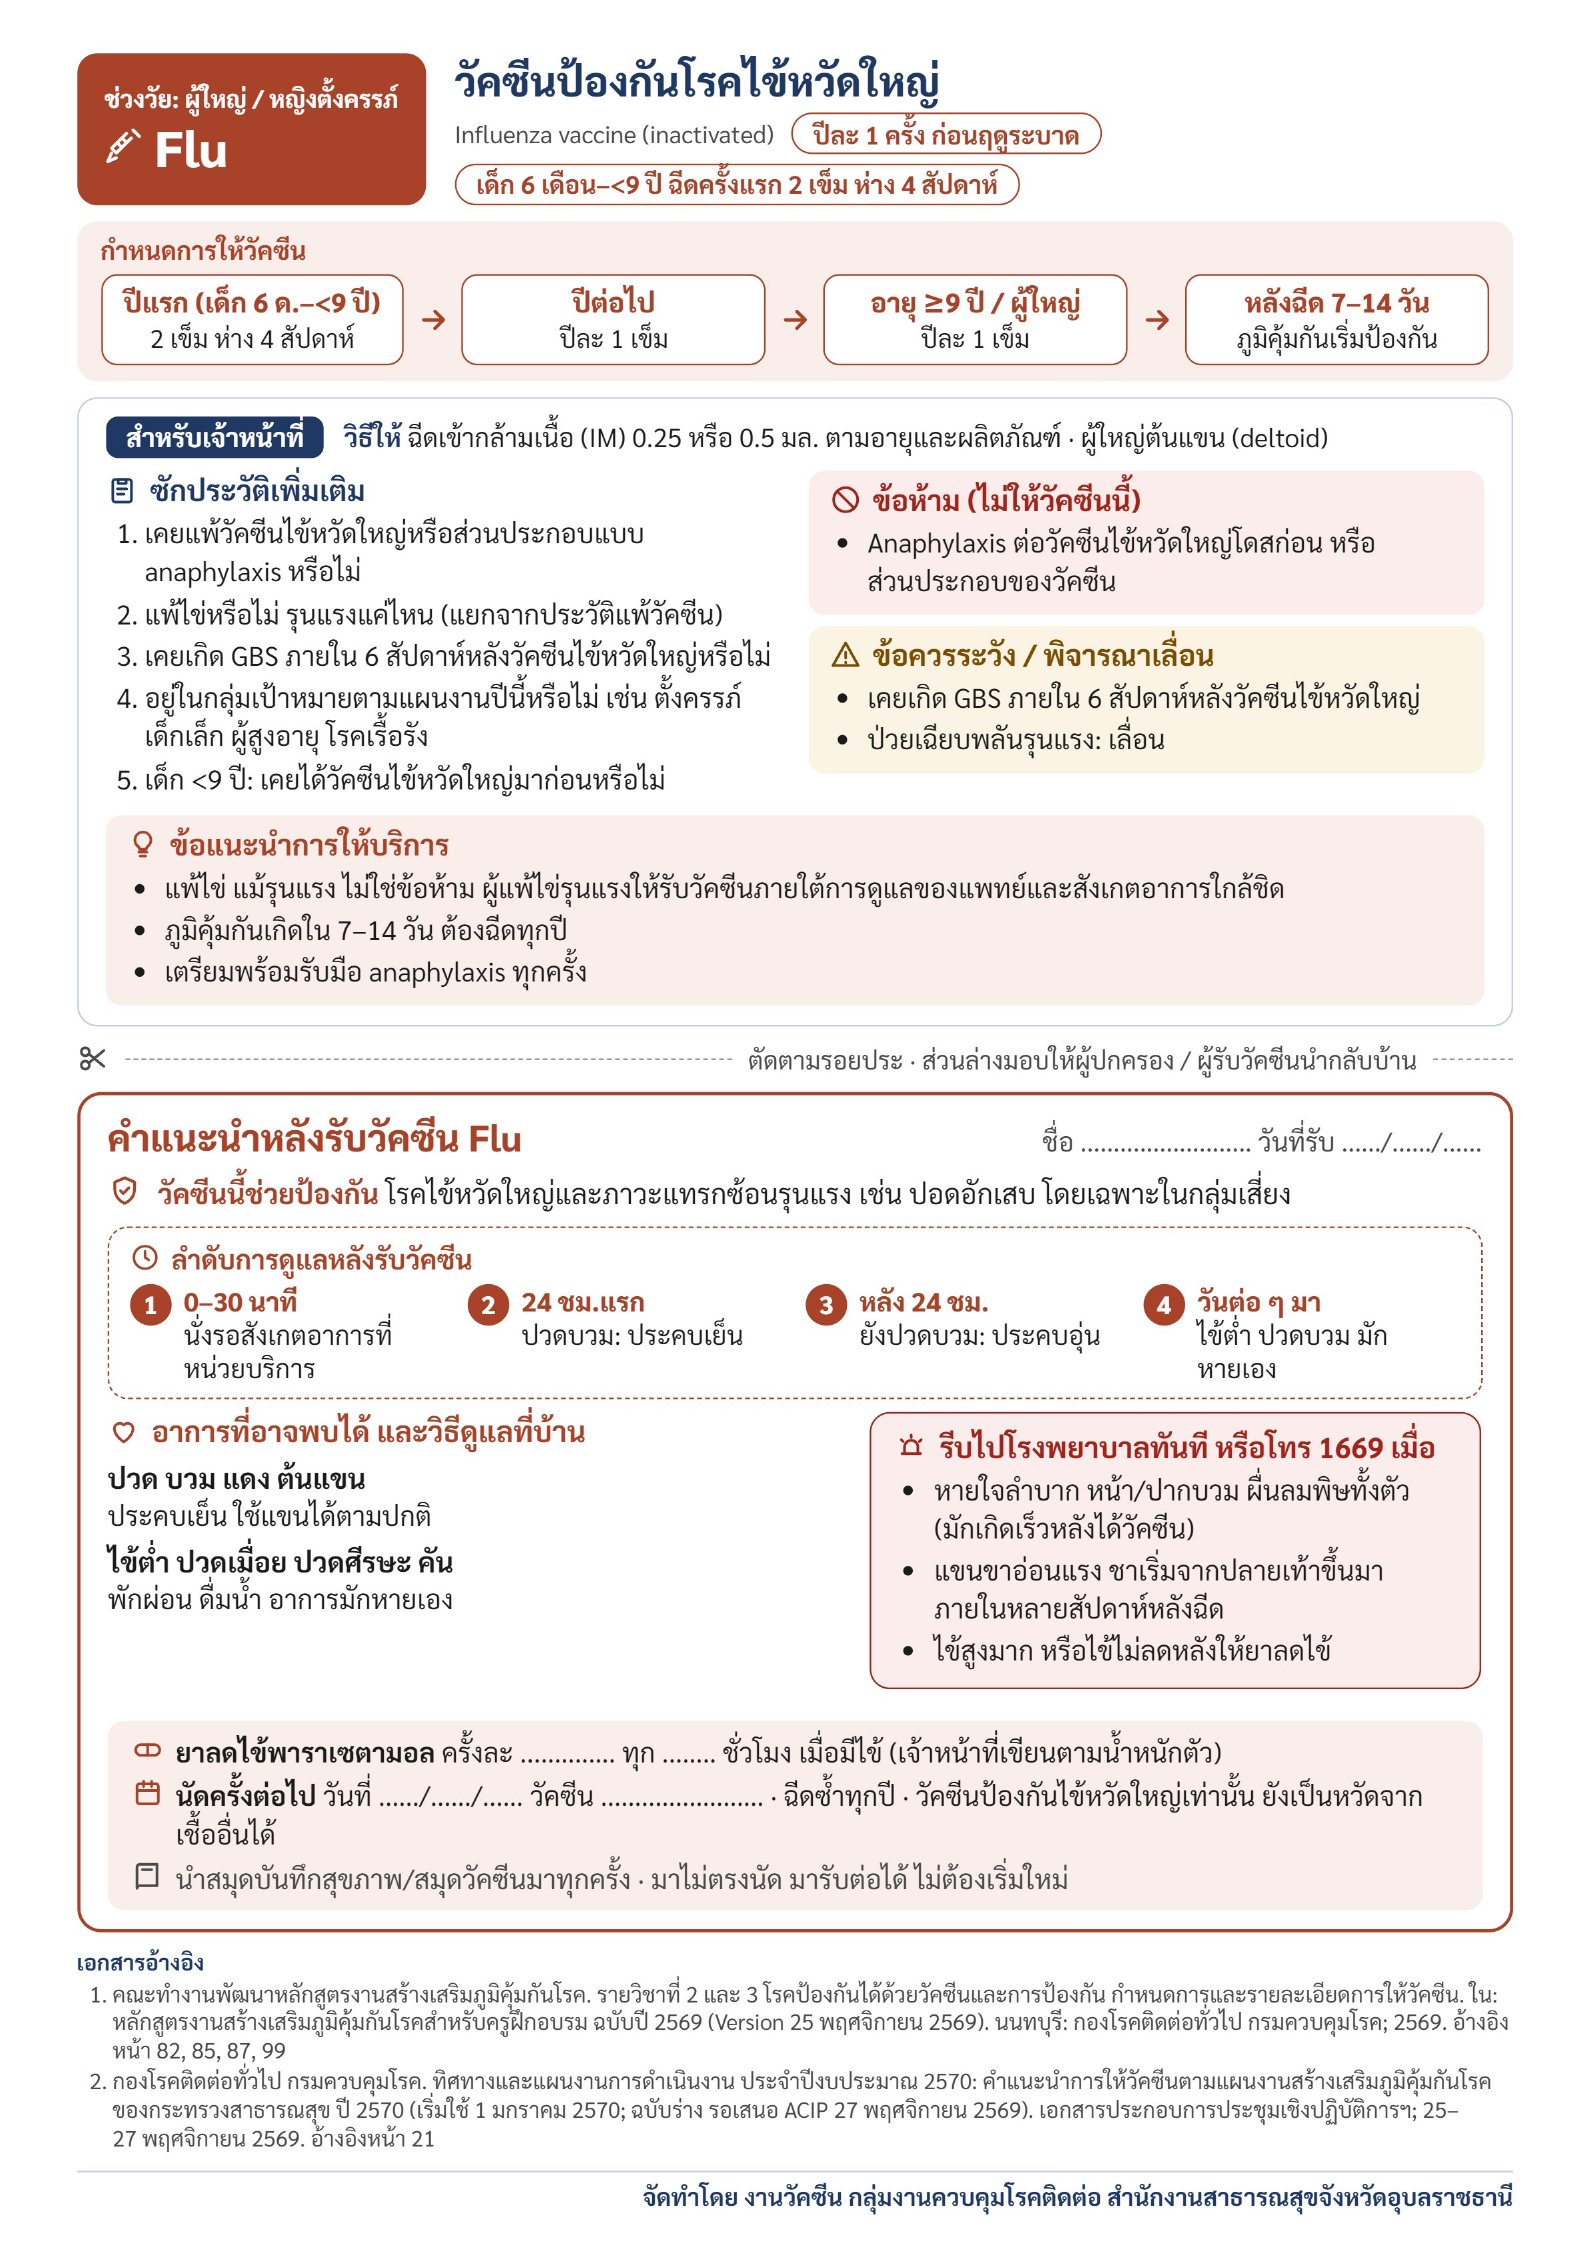 ช่วงวัย: ผู้ใหญ่ / หญิงตั้งครรภ์
Flu
วัคซีนป้องกันโรคไข้หวัดใหญ่
Influenza vaccine (inactivated) ปีละ 1 ครั้ง ก่อนฤดูระบาด
เด็ก 6 เดือน–<9 ปี ฉีดครั้งแรก 2 เข็ม ห่าง 4 สัปดาห์
กำหนดการให้วัคซีน
ปีแรก (เด็ก 6 ด.–<9 ปี)
2 เข็ม ห่าง 4 สัปดาห์
→
ปีต่อไป
ปีละ 1 เข็ม
→
อายุ ≥9 ปี / ผู้ใหญ่
ปีละ 1 เข็ม
→
หลังฉีด 7–14 วัน
ภูมิคุ้มกันเริ่มป้องกัน
สำหรับเจ้าหน้าที่ วิธีให้ ฉีดเข้ากล้ามเนื้อ (IM) 0.25 หรือ 0.5 มล. ตามอายุและผลิตภัณฑ์ · ผู้ใหญ่ต้นแขน (deltoid)
ซักประวัติเพิ่มเติม
1. เคยแพ้วัคซีนไข้หวัดใหญ่หรือส่วนประกอบแบบ
anaphylaxis หรือไม่
2. แพ้ไข่หรือไม่ รุนแรงแค่ไหน (แยกจากประวัติแพ้วัคซีน)
3. เคยเกิด GBS ภายใน 6 สัปดาห์หลังวัคซีนไข้หวัดใหญ่หรือไม่
4. อยู่ในกลุ่มเป้าหมายตามแผนงานปีนี้หรือไม่ เช่น ตั้งครรภ์
เด็กเล็ก ผู้สูงอายุ โรคเรื้อรัง
5. เด็ก <9 ปี: เคยได้วัคซีนไข้หวัดใหญ่มาก่อนหรือไม่
ข้อห้าม (ไม่ให้วัคซีนนี้)
• Anaphylaxis ต่อวัคซีนไข้หวัดใหญ่โดสก่อน หรือ
ส่วนประกอบของวัคซีน
ข้อควรระวัง / พิจารณาเลื่อน
• เคยเกิด GBS ภายใน 6 สัปดาห์หลังวัคซีนไข้หวัดใหญ่
• ป่วยเฉียบพลันรุนแรง: เลื่อน
ข้อแนะนำการให้บริการ
• แพ้ไข่ แม้รุนแรง ไม่ใช่ข้อห้าม ผู้แพ้ไข่รุนแรงให้รับวัคซีนภายใต้การดูแลของแพทย์และสังเกตอาการใกล้ชิด
• ภูมิคุ้มกันเกิดใน 7–14 วัน ต้องฉีดทุกปี
• เตรียมพร้อมรับมือ anaphylaxis ทุกครั้ง
ตัดตามรอยประ · ส่วนล่างมอบให้ผู้ปกครอง / ผู้รับวัคซีนนำกลับบ้าน
คำแนะนำหลังรับวัคซีน Flu
ชื่อ .......................... วันที่รับ ....../....../......
วัคซีนนี้ช่วยป้องกัน โรคไข้หวัดใหญ่และภาวะแทรกซ้อนรุนแรง เช่น ปอดอักเสบ โดยเฉพาะในกลุ่มเสี่ยง
ลำดับการดูแลหลังรับวัคซีน
1 0–30 นาที
นั่งรอสังเกตอาการที่
หน่วยบริการ
2 24 ชม.แรก
ปวดบวม: ประคบเย็น
3 หลัง 24 ชม.
ยังปวดบวม: ประคบอุ่น
4 วันต่อ ๆ มา
ไข้ต่ำ ปวดบวม มัก
หายเอง
อาการที่อาจพบได้ และวิธีดูแลที่บ้าน
ปวด บวม แดง ต้นแขน
ประคบเย็น ใช้แขนได้ตามปกติ
ไข้ต่ำ ปวดเมื่อย ปวดศีรษะ คัน
พักผ่อน ดื่มน้ำ อาการมักหายเอง
รีบไปโรงพยาบาลทันที หรือโทร 1669 เมื่อ
• หายใจลำบาก หน้า/ปากบวม ผื่นลมพิษทั้งตัว
(มักเกิดเร็วหลังได้วัคซีน)
• แขนขาอ่อนแรง ชาเริ่มจากปลายเท้าขึ้นมา
ภายในหลายสัปดาห์หลังฉีด
• ไข้สูงมาก หรือไข้ไม่ลดหลังให้ยาลดไข้
ยาลดไข้พาราเซตามอล ครั้งละ .............. ทุก ........ ชั่วโมง เมื่อมีไข้ (เจ้าหน้าที่เขียนตามน้ำหนักตัว)
นัดครั้งต่อไป วันที่ ....../....../...... วัคซีน ........................ · ฉีดซ้ำทุกปี · วัคซีนป้องกันไข้หวัดใหญ่เท่านั้น ยังเป็นหวัดจาก
เชื้ออื่นได้
นำสมุดบันทึกสุขภาพ/สมุดวัคซีนมาทุกครั้ง · มาไม่ตรงนัด มารับต่อได้ ไม่ต้องเริ่มใหม่
เอกสารอ้างอิง
1. คณะทำงานพัฒนาหลักสูตรงานสร้างเสริมภูมิคุ้มกันโรค. รายวิชาที่ 2 และ 3 โรคป้องกันได้ด้วยวัคซีนและการป้องกัน กำหนดการและรายละเอียดการให้วัคซีน. ใน:
หลักสูตรงานสร้างเสริมภูมิคุ้มกันโรคสำหรับครูฝึกอบรม ฉบับปี 2569 (Version 25 พฤศจิกายน 2569). นนทบุรี: กองโรคติดต่อทั่วไป กรมควบคุมโรค; 2569. อ้างอิง
หน้า 82, 85, 87, 99
2. กองโรคติดต่อทั่วไป กรมควบคุมโรค. ทิศทางและแผนงานการดำเนินงาน ประจำปีงบประมาณ 2570: คำแนะนำการให้วัคซีนตามแผนงานสร้างเสริมภูมิคุ้มกันโรค
ของกระทรวงสาธารณสุข ปี 2570 (เริ่มใช้ 1 มกราคม 2570; ฉบับร่าง รอเสนอ ACIP 27 พฤศจิกายน 2569). เอกสารประกอบการประชุมเชิงปฏิบัติการฯ; 25–
27 พฤศจิกายน 2569. อ้างอิงหน้า 21
จัดทำโดย งานวัคซีน กลุ่มงานควบคุมโรคติดต่อ สำนักงานสาธารณสุขจังหวัดอุบลราชธานี